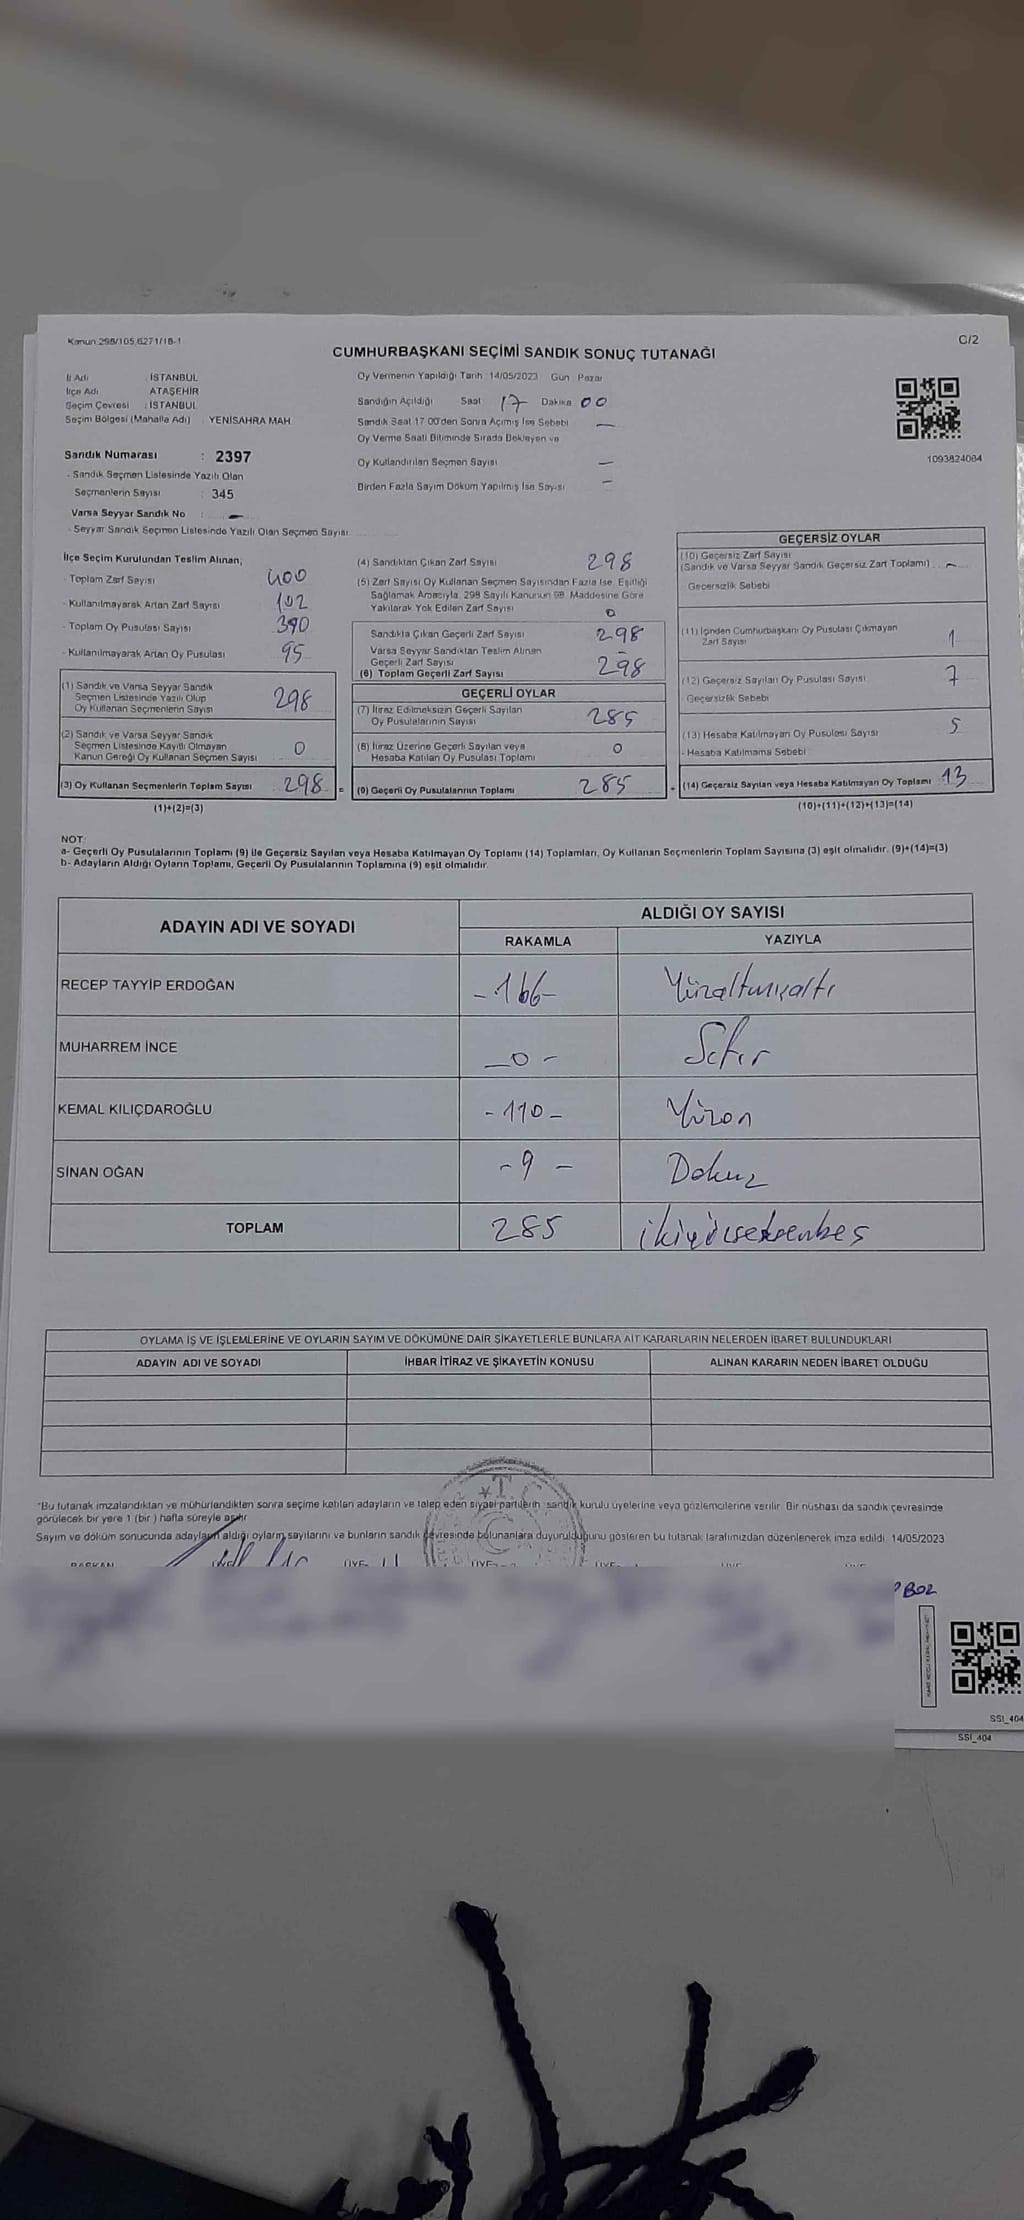 Kanun 298/105,6271/18-1
C/2
CUMHURBAŞKANI SEÇİMİ SANDIK SONUÇ TUTANAĞI
İl Adı : İSTANBUL
İlçe Adı : ATAŞEHİR
Seçim Çevresi : İSTANBUL
Seçim Bölgesi (Mahalle Adı) : YENİSAHRA MAH
Sandık Numarası : 2397
- Sandık Seçmen Listesinde Yazılı Olan
Seçmenlerin Sayısı : 345
Varsa Seyyar Sandık No : -
- Seyyar Sandık Seçmen Listesinde Yazılı Olan Seçmen Sayısı
Oy Vermenin Yapıldığı Tarih : 14/05/2023 Gün : Pazar
Sandığın Açıldığı Saat 17 Dakika 00
Sandık Saat 17:00'den Sonra Açımış İse Sebebi —
Oy Verme Saati Bitiminde Sırada Bekleyen ve
Oy Kullandırılan Seçmen Sayısı —
Birden Fazla Sayım Döküm Yapılmış İse Sayısı —
1093824084
İlçe Seçim Kurulundan Teslim Alınan;
- Toplam Zarf Sayısı 400
- Kullanılmayarak Artan Zarf Sayısı 102
- Toplam Oy Pusulası Sayısı 390
- Kullanılmayarak Artan Oy Pusulası 95
(1) Sandık ve Varsa Seyyar Sandık
Seçmen Listesinde Yazılı Olup
Oy Kullanan Seçmenlerin Sayısı 298
(2) Sandık ve Varsa Seyyar Sandık
Seçmen Listesinde Kayıtlı Olmayan
Kanun Gereği Oy Kullanan Seçmen Sayısı 0
(3) Oy Kullanan Seçmenlerin Toplam Sayısı 298 =
(1)+(2)=(3)
(4) Sandıktan Çıkan Zarf Sayısı 298
(5) Zarf Sayısı Oy Kullanan Seçmen Sayısından Fazla İse, Eşitliği
Sağlamak Amacıyla, 298 Sayılı Kanunun 98. Maddesine Göre
Yakılarak Yok Edilen Zarf Sayısı 0
Sandıkta Çıkan Geçerli Zarf Sayısı 298
Varsa Seyyar Sandıktan Teslim Alınan
Geçerli Zarf Sayısı -
(6) Toplam Geçerli Zarf Sayısı 298
GEÇERLİ OYLAR
(7) İtiraz Edilmeksizin Geçerli Sayılan
Oy Pusulalarının Sayısı 285
(8) İtiraz Üzerine Geçerli Sayılan veya
Hesaba Katılan Oy Pusulası Toplamı 0
(9) Geçerli Oy Pusulalarının Toplamı 285 +
GEÇERSİZ OYLAR
(10) Geçersiz Zarf Sayısı
(Sandık ve Varsa Seyyar Sandık Geçersiz Zarf Toplamı) -
- Geçersizlik Sebebi
(11) İçinden Cumhurbaşkanı Oy Pusulası Çıkmayan
Zarf Sayısı 1
(12) Geçersiz Sayılan Oy Pusulası Sayısı 7
- Geçersizlik Sebebi
(13) Hesaba Katılmayan Oy Pusulası Sayısı 5
- Hesaba Katılmama Sebebi
(14) Geçersiz Sayılan veya Hesaba Katılmayan Oy Toplamı 13
(10)+(11)+(12)+(13)=(14)
NOT:
a- Geçerli Oy Pusulalarının Toplamı (9) ile Geçersiz Sayılan veya Hesaba Katılmayan Oy Toplamı (14) Toplamları, Oy Kullanan Seçmenlerin Toplam Sayısına (3) eşit olmalıdır. (9)+(14)=(3)
b- Adayların Aldığı Oyların Toplamı, Geçerli Oy Pusulalarının Toplamına (9) eşit olmalıdır.
ADAYIN ADI VE SOYADI
ALDIĞI OY SAYISI
RAKAMLA YAZIYLA
RECEP TAYYİP ERDOĞAN -166- Yüzaltmışaltı
MUHARREM İNCE -0- Sıfır
KEMAL KILIÇDAROĞLU -110- Yüzon
SİNAN OĞAN -9- Dokuz
TOPLAM 285 ikiyüzseksenbeş
OYLAMA İŞ VE İŞLEMLERİNE VE OYLARIN SAYIM VE DÖKÜMÜNE DAİR ŞİKAYETLERLE BUNLARA AİT KARARLARIN NELERDEN İBARET BULUNDUKLARI
ADAYIN ADI VE SOYADI İHBAR İTİRAZ VE ŞİKAYETİN KONUSU ALINAN KARARIN NEDEN İBARET OLDUĞU
T.C.
"Bu tutanak imzalandıktan ve mühürlendikten sonra seçime katılan adayların ve talep eden siyasi partilerin sandık kurulu üyelerine veya gözlemcilerine verilir. Bir nüshası da sandık çevresinde
görülecek bir yere 1 (bir) hafta süreyle asılır.
Sayım ve döküm sonucunda adayların aldığı oyların sayılarını ve bunların sandık çevresinde bulunanlara duyurulduğunu gösteren bu tutanak tarafımızdan düzenlenerek imza edildi. 14/05/2023
BAŞKAN ÜYE ÜYE ÜYE ÜYE ÜYE ÜYE
SSI_404
SSI_404